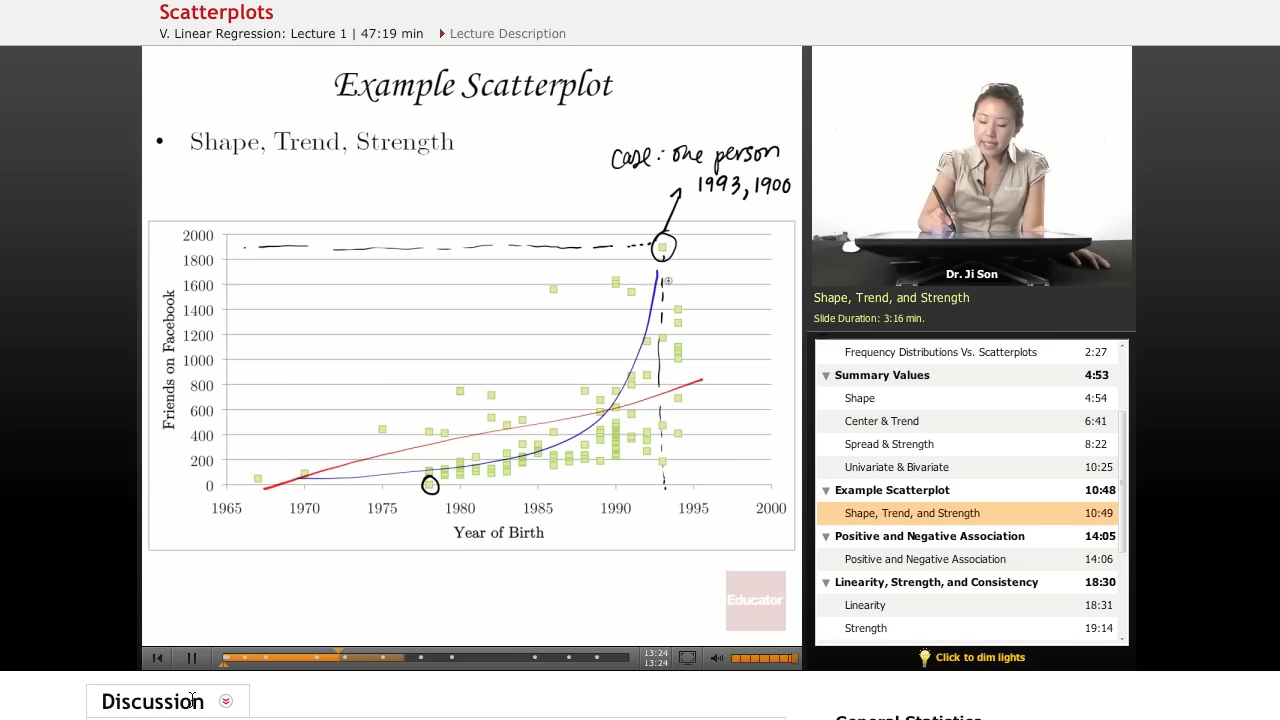 Scatterplots
V. Linear Regression: Lecture 1 | 47:19 min Lecture Description
Example Scatterplot
• Shape, Trend, Strength
Case: one person
1993, 1900
2000
1800
1600
1400
1200
1000
800
600
400
200
0
Friends on Facebook
1965 1970 1975 1980 1985 1990 1995 2000
Year of Birth
Educator
13:24
13:24
Dr. Ji Son
Shape, Trend, and Strength
Slide Duration: 3:16 min.
Frequency Distributions Vs. Scatterplots 2:27
Summary Values 4:53
Shape 4:54
Center & Trend 6:41
Spread & Strength 8:22
Univariate & Bivariate 10:25
Example Scatterplot 10:48
Shape, Trend, and Strength 10:49
Positive and Negative Association 14:05
Positive and Negative Association 14:06
Linearity, Strength, and Consistency 18:30
Linearity 18:31
Strength 19:14
Click to dim lights
Discussion
General Statistics